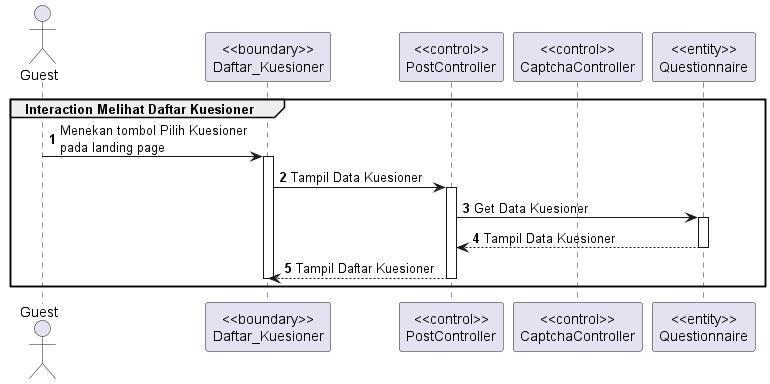 Guest
<<boundary>>
Daftar_Kuesioner
<<control>>
PostController
<<control>>
CaptchaController
<<entity>>
Questionnaire
Interaction Melihat Daftar Kuesioner
1 Menekan tombol Pilih Kuesioner
pada landing page
2 Tampil Data Kuesioner
3 Get Data Kuesioner
4 Tampil Data Kuesioner
5 Tampil Daftar Kuesioner
Guest
<<boundary>>
Daftar_Kuesioner
<<control>>
PostController
<<control>>
CaptchaController
<<entity>>
Questionnaire